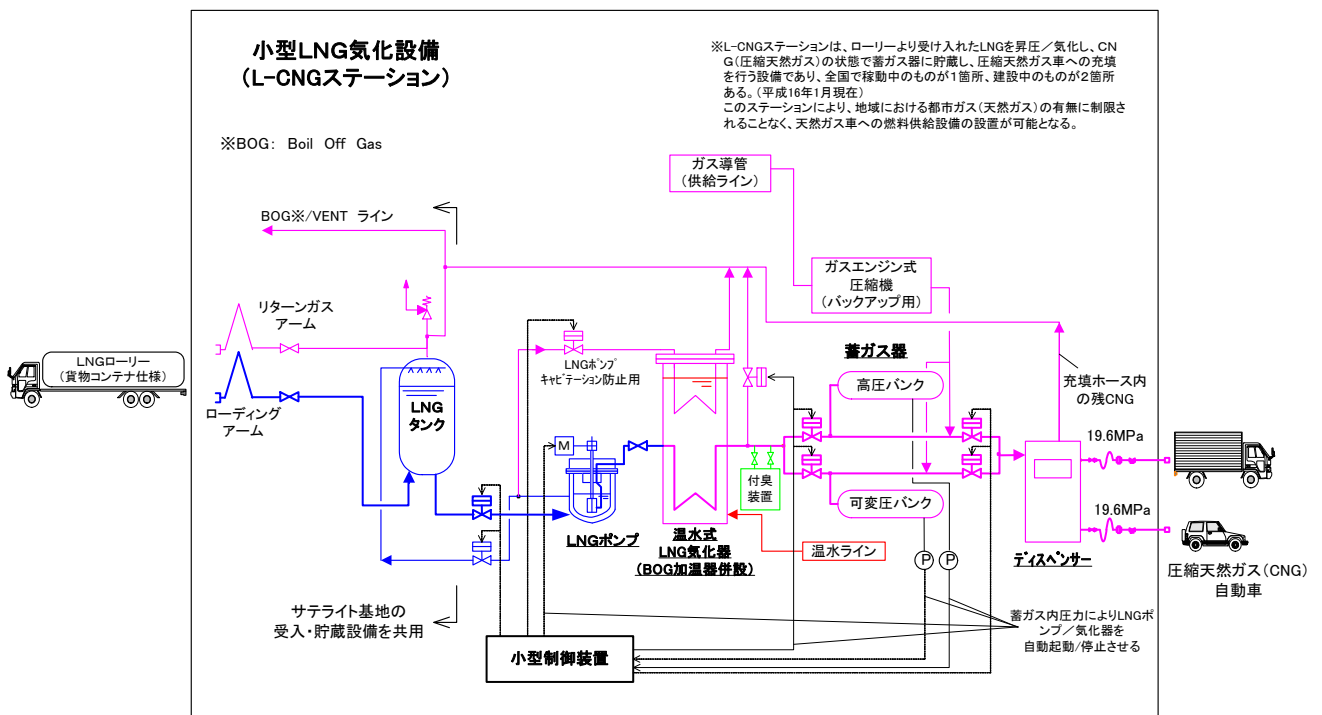 小型LNG気化設備
(L-CNGステーション)
※L-CNGステーションは、ローリーより受け入れたLNGを昇圧/気化し、CN
G(圧縮天然ガス)の状態で蓄ガス器に貯蔵し、圧縮天然ガス車への充填
を行う設備であり、全国で稼動中のものが1箇所、建設中のものが2箇所
ある。(平成16年1月現在)
このステーションにより、地域における都市ガス(天然ガス)の有無に制限さ
れることなく、天然ガス車への燃料供給設備の設置が可能となる。
※BOG: Boil Off Gas
ガス導管
(供給ライン)
BOG※/VENT ライン
ガスエンジン式
圧縮機
(バックアップ用)
リターンガス
アーム
LNGローリー
(貨物コンテナ仕様)
LNGポンプ
キャビテーション防止用
蓄ガス器
高圧バンク
充填ホース内
の残CNG
ローディング
アーム
LNG
タンク
M
19.6MPa
付臭
装置
可変圧バンク
19.6MPa
LNGポンプ
温水式
LNG気化器
(BOG加温器併設)
温水ライン
P
P
ディスペンサー
圧縮天然ガス(CNG)
自動車
サテライト基地の
受入・貯蔵設備を共用
蓄ガス内圧力によりLNGポ
ンプ/気化器を
自動起動/停止させる
小型制御装置